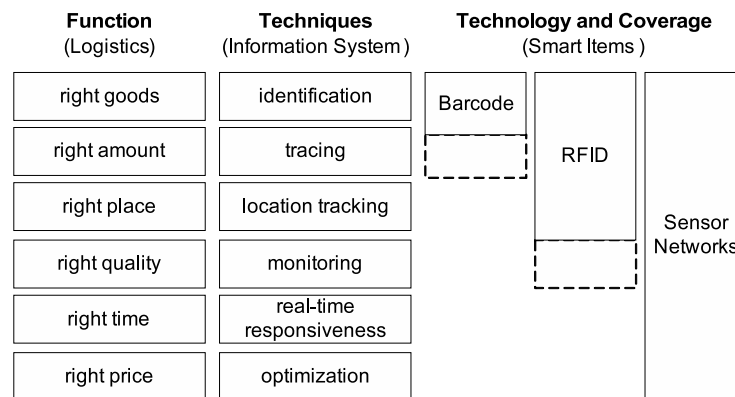 Function
(Logistics)
Techniques
(Information System)
Technology and Coverage
(Smart Items)
right goods
identification
Barcode
right amount
tracing
RFID
right place
location tracking
Sensor
Networks
right quality
monitoring
right time
real-time
responsiveness
right price
optimization